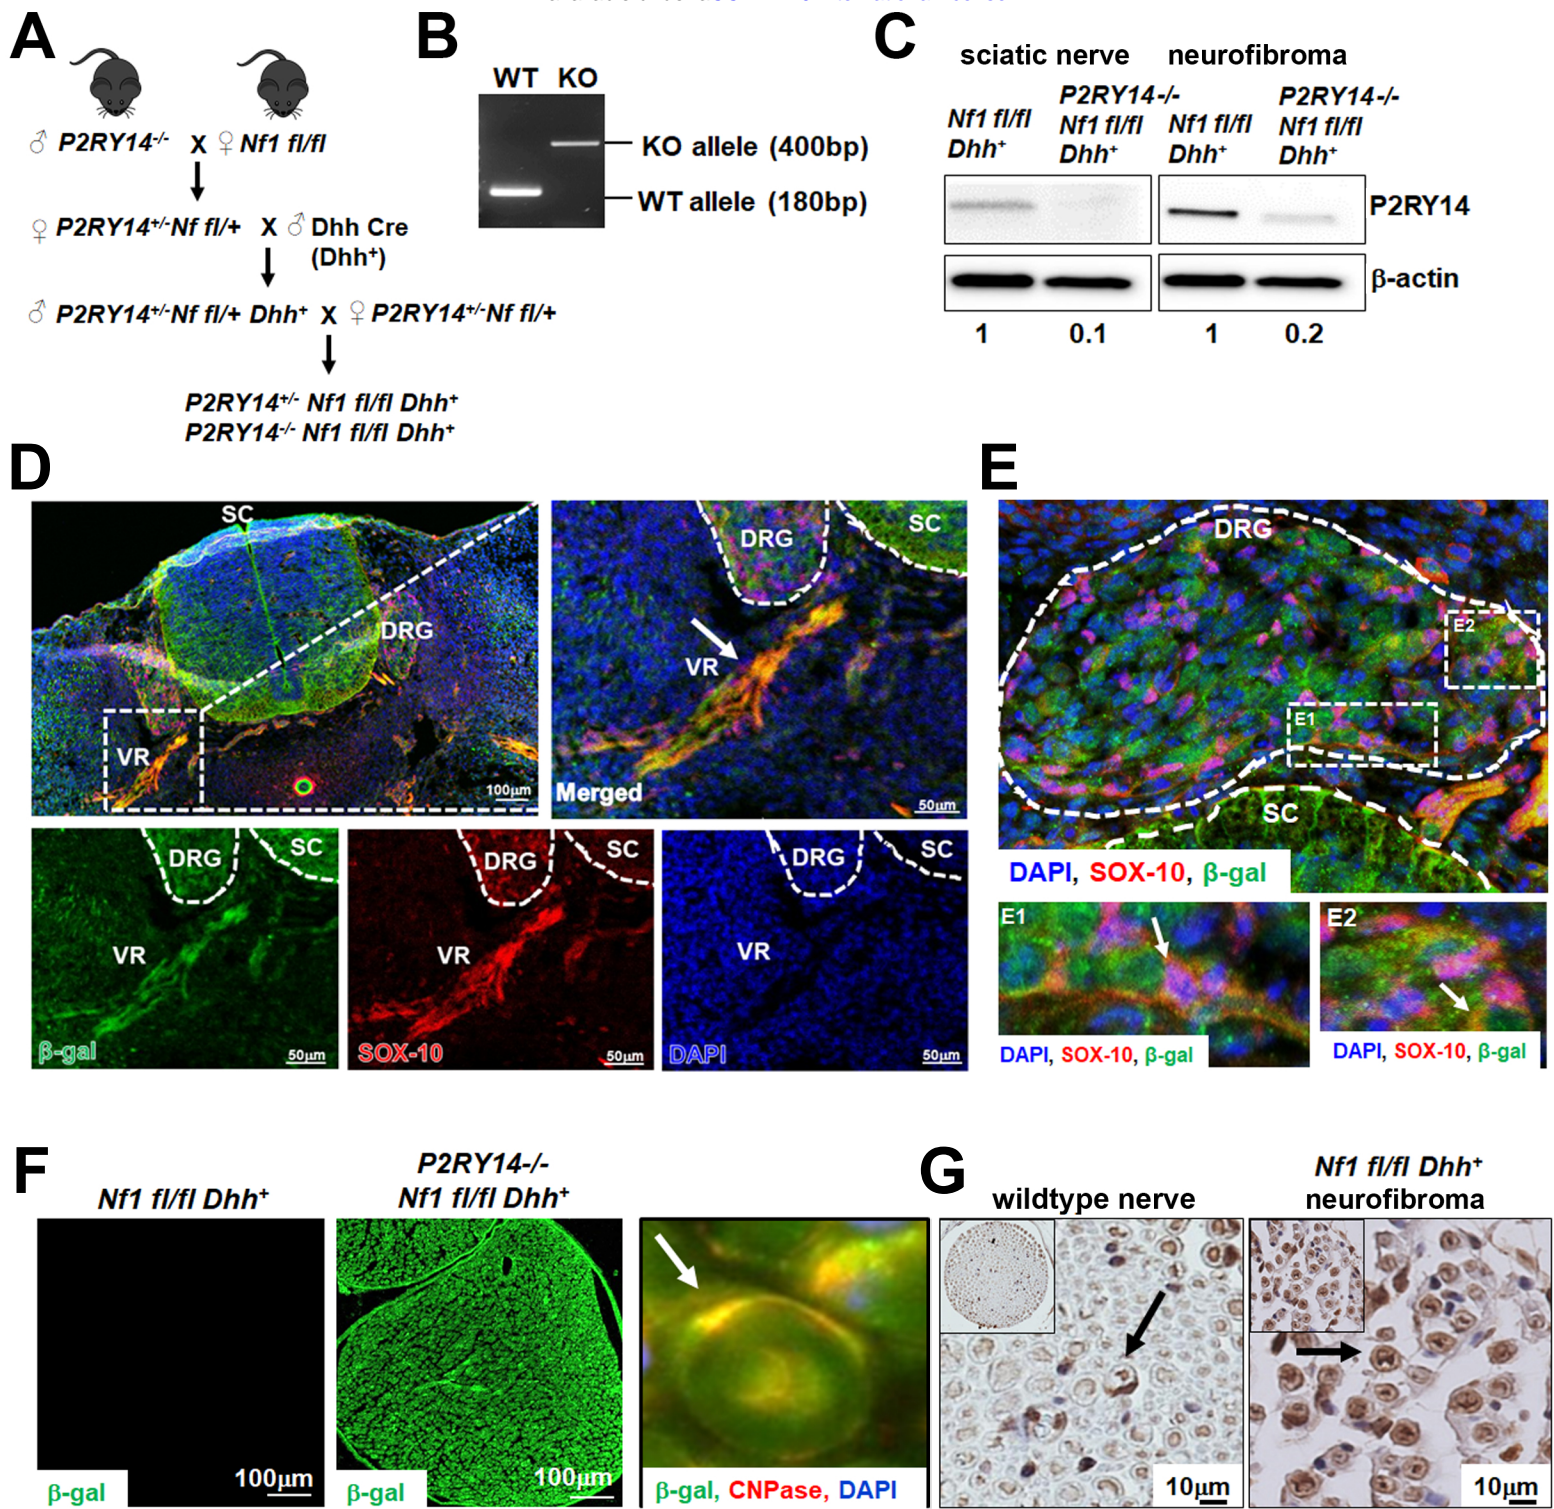 A
♂ P2RY14-/- X ♀ Nf1 fl/fl
♀ P2RY14+/-Nf fl/+ X ♂ Dhh Cre
(Dhh+)
♂ P2RY14+/-Nf fl/+ Dhh+ X ♀ P2RY14+/-Nf fl/+
P2RY14+/- Nf1 fl/fl Dhh+
P2RY14-/- Nf1 fl/fl Dhh+
B
WT KO
KO allele (400bp)
WT allele (180bp)
C
sciatic nerve neurofibroma
Nf1 fl/fl
Dhh+
P2RY14-/-
Nf1 fl/fl
Dhh+
Nf1 fl/fl
Dhh+
P2RY14-/-
Nf1 fl/fl
Dhh+
P2RY14
β-actin
1 0.1 1 0.2
D
SC
DRG
VR
100μm
DRG
SC
VR
Merged
50μm
DRG
SC
VR
β-gal
50μm
DRG
SC
VR
SOX-10
50μm
DRG
SC
VR
DAPI
50μm
E
DRG
E2
E1
SC
DAPI, SOX-10, β-gal
E1
DAPI, SOX-10, β-gal
E2
DAPI, SOX-10, β-gal
F
Nf1 fl/fl Dhh+
β-gal
100μm
P2RY14-/-
Nf1 fl/fl Dhh+
β-gal
100μm
β-gal, CNPase, DAPI
G
wildtype nerve
10μm
Nf1 fl/fl Dhh+
neurofibroma
10μm